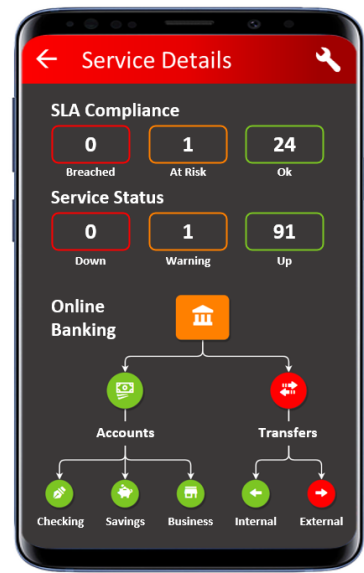 Service Details
SLA Compliance
0 1 24
Breached At Risk Ok
Service Status
0 1 91
Down Warning Up
Online
Banking
Accounts Transfers
Checking Savings Business Internal External